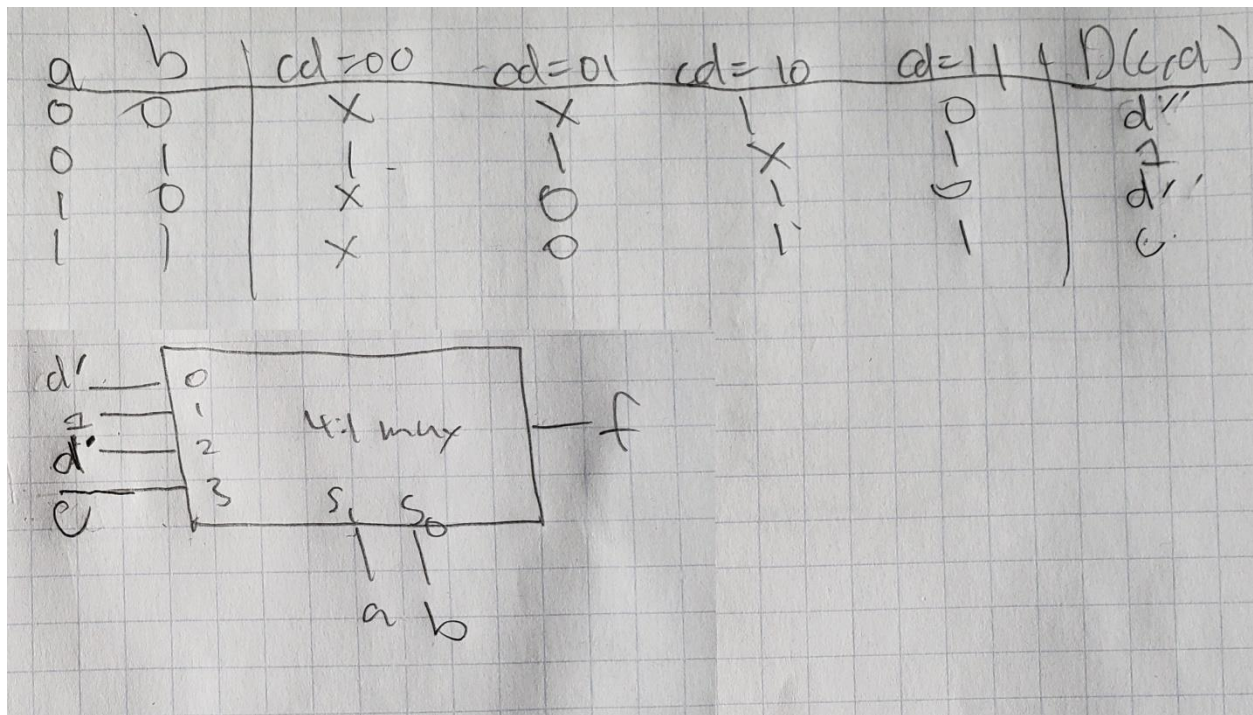 a b cd=00 cd=01 cd=10 cd=11 D(c,d)
0 0 X X 1 0 d''
0 1 1 1 X 1 1
1 0 X 0 1 0 d''
1 1 X 0 1 1 c
d' 0
1 1 4:1 mux f
d' 2
c 3 S1 S0
a b